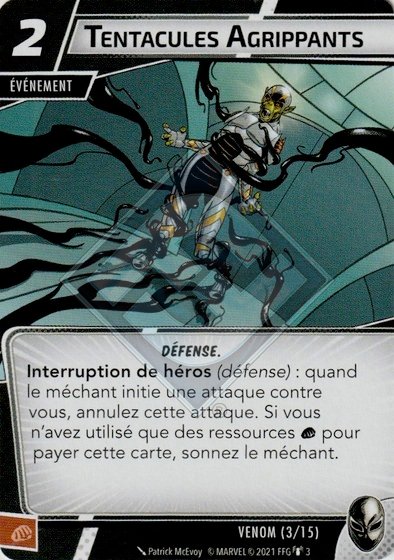 2
TENTACULES AGRIPPANTS
ÉVÉNEMENT
DÉFENSE.
Interruption de héros (défense) : quand
le méchant initie une attaque contre
vous, annulez cette attaque. Si vous
n'avez utilisé que des ressources pour
payer cette carte, sonnez le méchant.
VENOM (3/15)
Patrick McEvoy © MARVEL © 2021 FFG 3